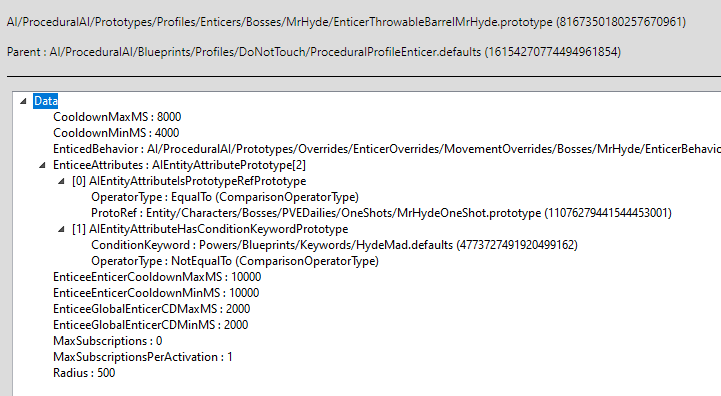 AI/ProceduralAI/Prototypes/Profiles/Enticers/Bosses/MrHyde/EnticerThrowableBarrelMrHyde.prototype (8167350180257670961)
Parent : AI/ProceduralAI/Blueprints/Profiles/DoNotTouch/ProceduralProfileEnticer.defaults (16154270774494961854)
Data
CooldownMaxMS : 8000
CooldownMinMS : 4000
EnticedBehavior : AI/ProceduralAI/Prototypes/Overrides/EnticerOverrides/MovementOverrides/Bosses/MrHyde/EnticerBehavio
EnticeeAttributes : AIEntityAttributePrototype[2]
[0] AIEntityAttributeIsPrototypeRefPrototype
OperatorType : EqualTo (ComparisonOperatorType)
ProtoRef : Entity/Characters/Bosses/PVEDailies/OneShots/MrHydeOneShot.prototype (11076279441544453001)
[1] AIEntityAttributeHasConditionKeywordPrototype
ConditionKeyword : Powers/Blueprints/Keywords/HydeMad.defaults (4773727491920499162)
OperatorType : NotEqualTo (ComparisonOperatorType)
EnticeeEnticerCooldownMaxMS : 10000
EnticeeEnticerCooldownMinMS : 10000
EnticeeGlobalEnticerCDMaxMS : 2000
EnticeeGlobalEnticerCDMinMS : 2000
MaxSubscriptions : 0
MaxSubscriptionsPerActivation : 1
Radius : 500